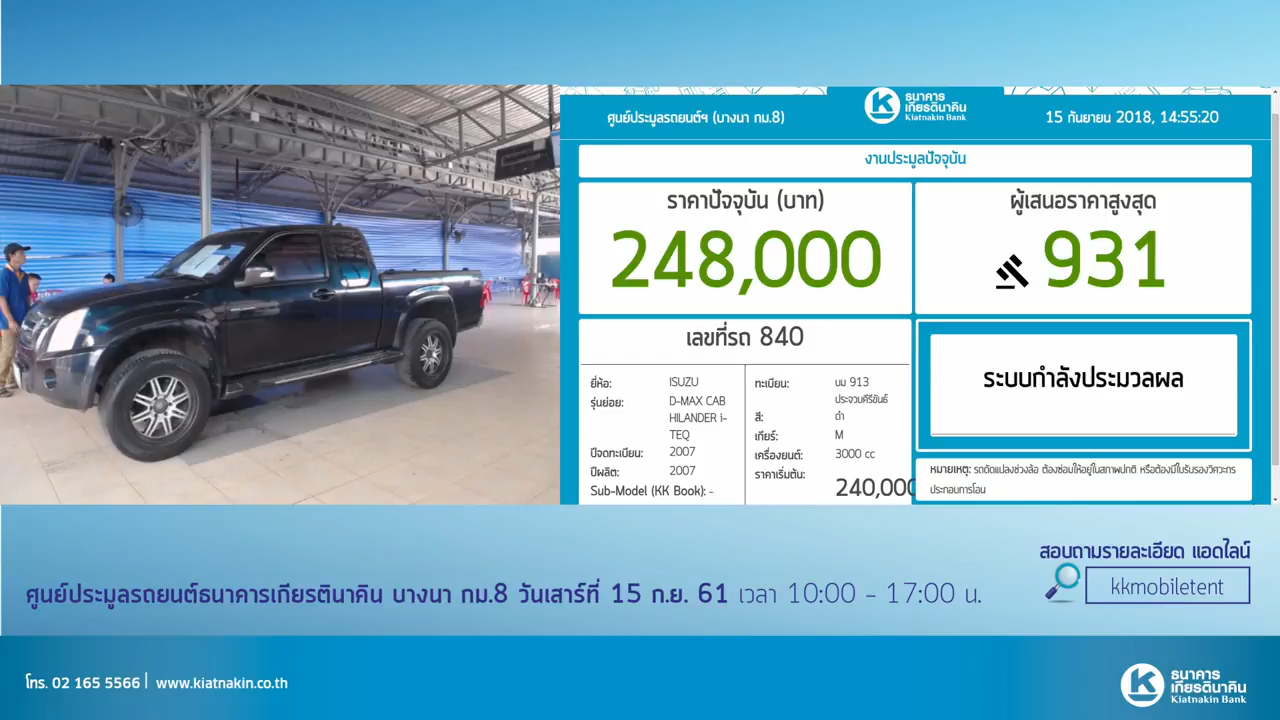 ศูนย์ประมูลรถยนต์ฯ (บางนา กม.8)
ธนาคาร
เกียรตินาคิน
Kiatnakin Bank
15 กันยายน 2018, 14:55:20
งานประมูลปัจจุบัน
ราคาปัจจุบัน (บาท)
248,000
ผู้เสนอราคาสูงสุด
931
เลขที่รถ 840
ยี่ห้อ: ISUZU
รุ่นย่อย: D-MAX CAB
HILANDER i-
TEQ
ปีจดทะเบียน: 2007
ปีผลิต: 2007
Sub-Model (KK Book): -
ทะเบียน: บม 913
ประจวบคีรีขันธ์
สี: ดำ
เกียร์: M
เครื่องยนต์: 3000 cc
ราคาเริ่มต้น:
240,000
ระบบกำลังประมวลผล
หมายเหตุ: รถดัดแปลงช่วงล้อ ต้องซ่อมให้อยู่ในสภาพปกติ หรือต้องมีใบรับรองวิศวะกร
ประกอบการโอน
สอบถามรายละเอียด แอดไลน์
kkmobiletent
ศูนย์ประมูลรถยนต์ธนาคารเกียรตินาคิน บางนา กม.8 วันเสาร์ที่ 15 ก.ย. 61 เวลา 10:00 - 17:00 น.
โทร. 02 165 5566 | www.kiatnakin.co.th
ธนาคาร
เกียรตินาคิน
Kiatnakin Bank